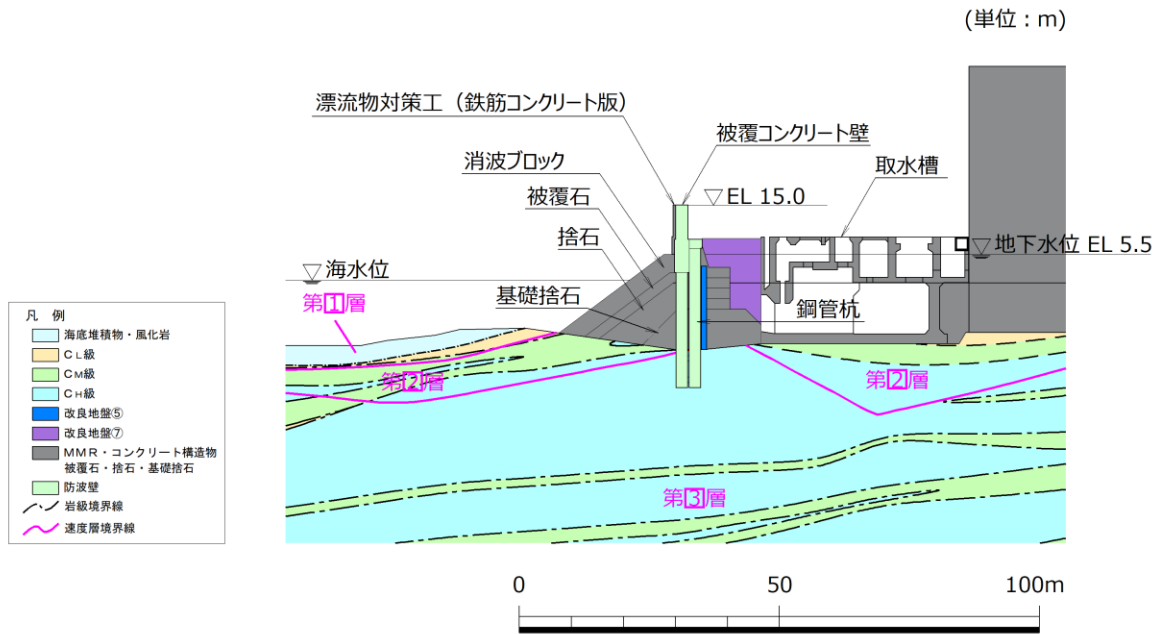 (単位:m)
漂流物対策工(鉄筋コンクリート版)
被覆コンクリート壁
消波ブロック
取水槽
被覆石
▽ EL 15.0
捨石
▽ 地下水位 EL 5.5
▽ 海水位
第1層
基礎捨石
鋼管杭
第2層
第2層
第3層
凡 例
海底堆積物・風化岩
CL級
CM級
CH級
改良地盤⑤
改良地盤⑦
MMR・コンクリート構造物
被覆石・捨石・基礎捨石
防波壁
岩級境界線
速度層境界線
0 50 100m